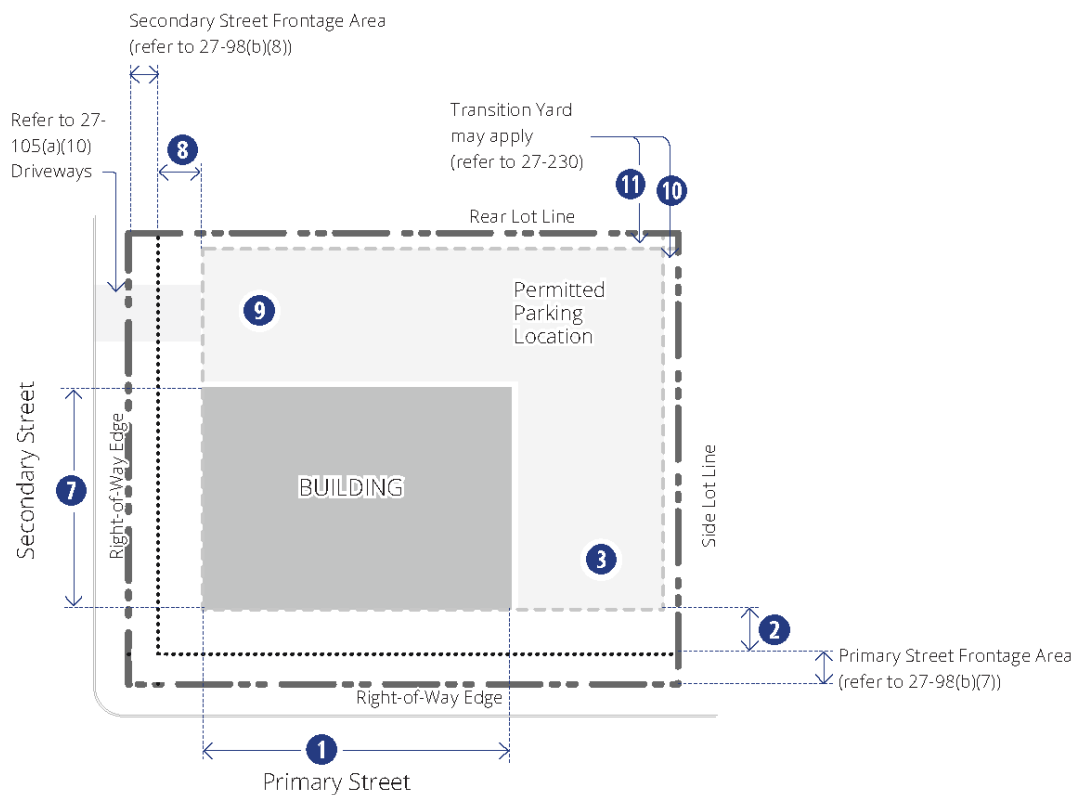 Secondary Street Frontage Area
(refer to 27-98(b)(8))
Refer to 27-
105(a)(10)
Driveways
8
Transition Yard
may apply
(refer to 27-230)
11
10
Rear Lot Line
9
Permitted
Parking
Location
Secondary Street
7
Right-of-Way Edge
BUILDING
Side Lot Line
3
2
Primary Street Frontage Area
(refer to 27-98(b)(7))
Right-of-Way Edge
1
Primary Street